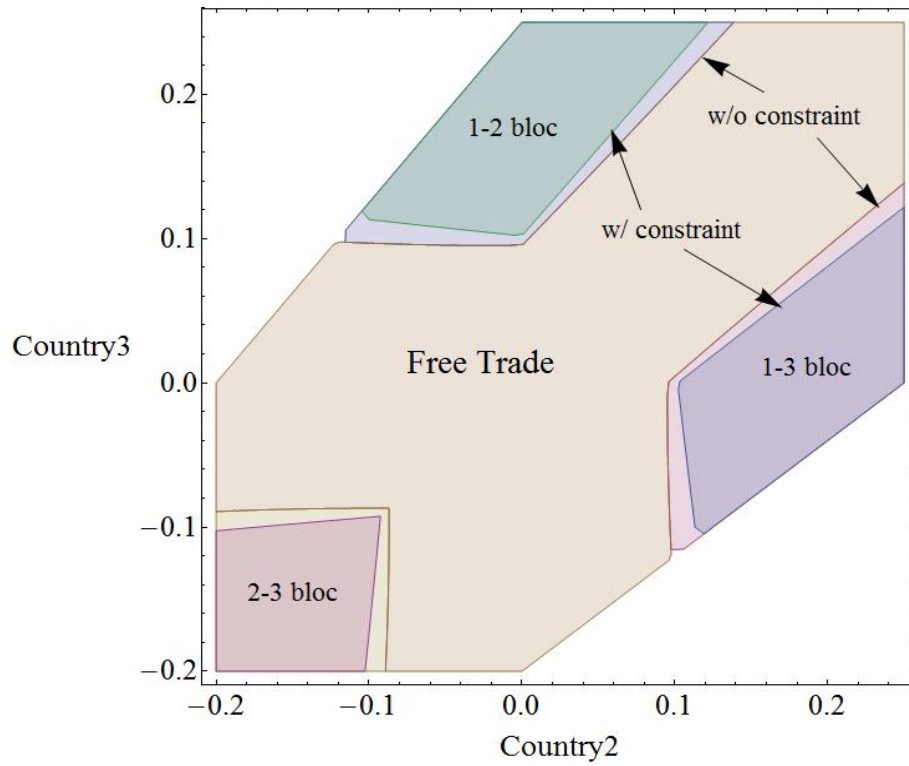 0.2
1-2 bloc
w/o constraint
0.1
w/ constraint
Country3
0.0
Free Trade
1-3 bloc
−0.1
2-3 bloc
−0.2
−0.2
−0.1
0.0
0.1
0.2
Country2